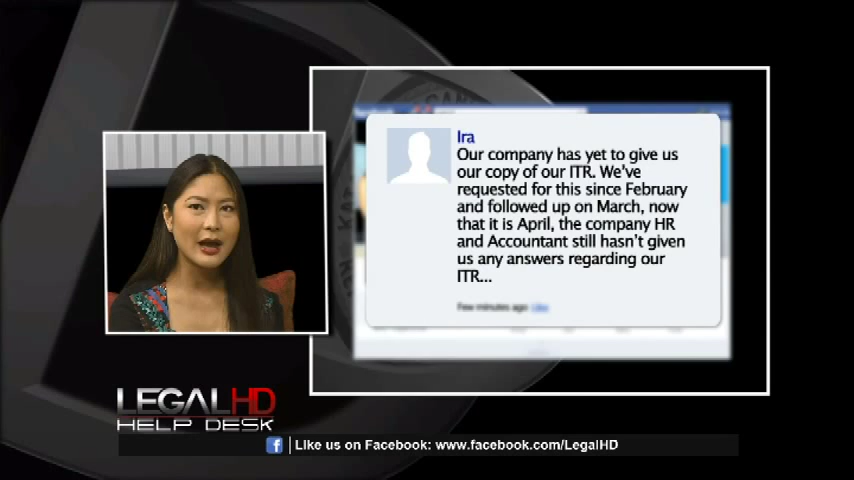 Ira
Our company has yet to give us
our copy of our ITR. We've
requested for this since February
and followed up on March, now
that it is April, the company HR
and Accountant still hasn't given
us any answers regarding our
ITR...
Few minutes ago Like
LEGALHD
HELP DESK
f Like us on Facebook: www.facebook.com/LegalHD